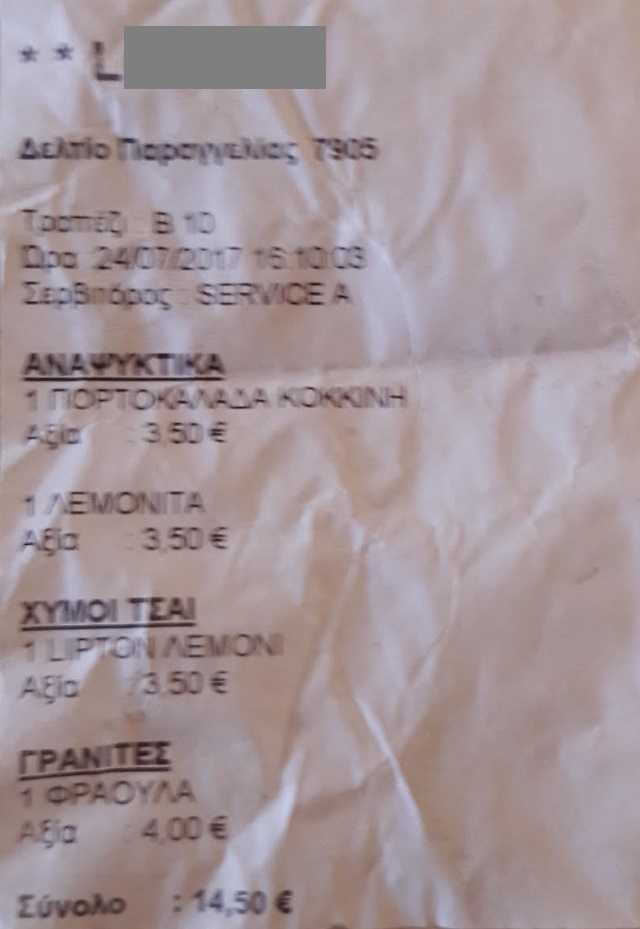 * * L
Δελτίο Παραγγελίας 7905
Τραπέζι : B 10
Ώρα :24/07/2017 16:10:03
Σερβιτόρος : SERVICE A
ΑΝΑΨΥΚΤΙΚΑ
1 ΠΟΡΤΟΚΑΛΑΔΑ ΚΟΚΚΙΝΗ
Αξία : 3,50 €
1 ΛΕΜΟΝΙΤΑ
Αξία : 3,50 €
ΧΥΜΟΙ ΤΣΑΙ
1 LIPTON ΛΕΜΟΝΙ
Αξία : 3,50 €
ΓΡΑΝΙΤΕΣ
1 ΦΡΑΟΥΛΑ
Αξία : 4,00 €
Σύνολο : 14,50 €